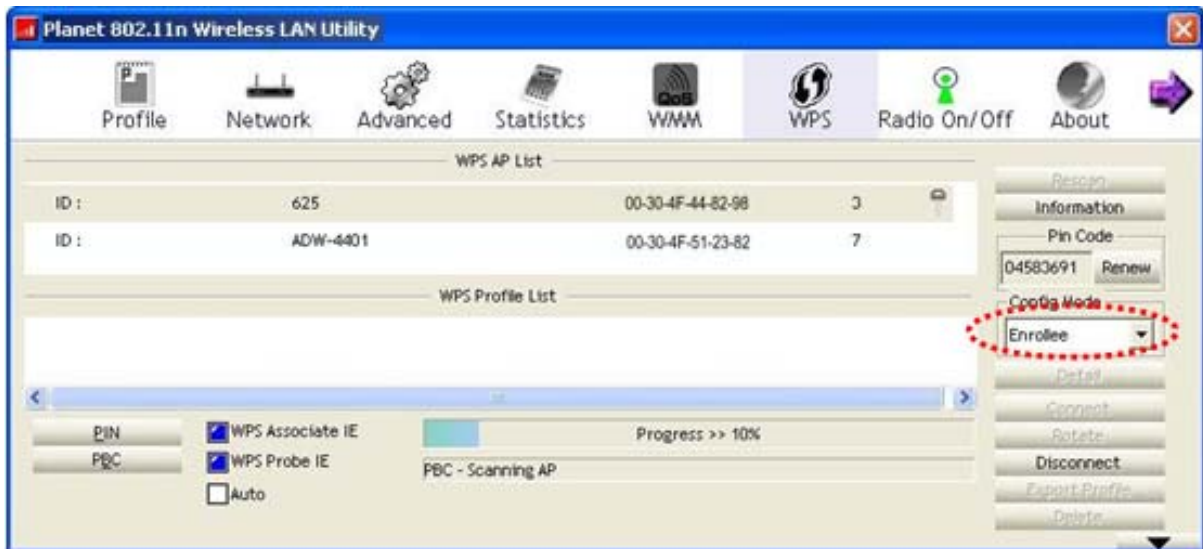 Planet 802.11n Wireless LAN Utility
Profile Network Advanced Statistics QoS WMM WPS Radio On/Off About
WPS AP List
ID : 625 00-30-4F-44-82-98 3
ID : ADW-4401 00-30-4F-51-23-82 7
WPS Profile List
Rescan
Information
Pin Code
04583691 Renew
Config Mode
Enrollee
Detail
Connect
Rotate
Disconnect
Export Profile
Delete
PIN
PBC
WPS Associate IE
WPS Probe IE
Auto
Progress >> 10%
PBC - Scanning AP